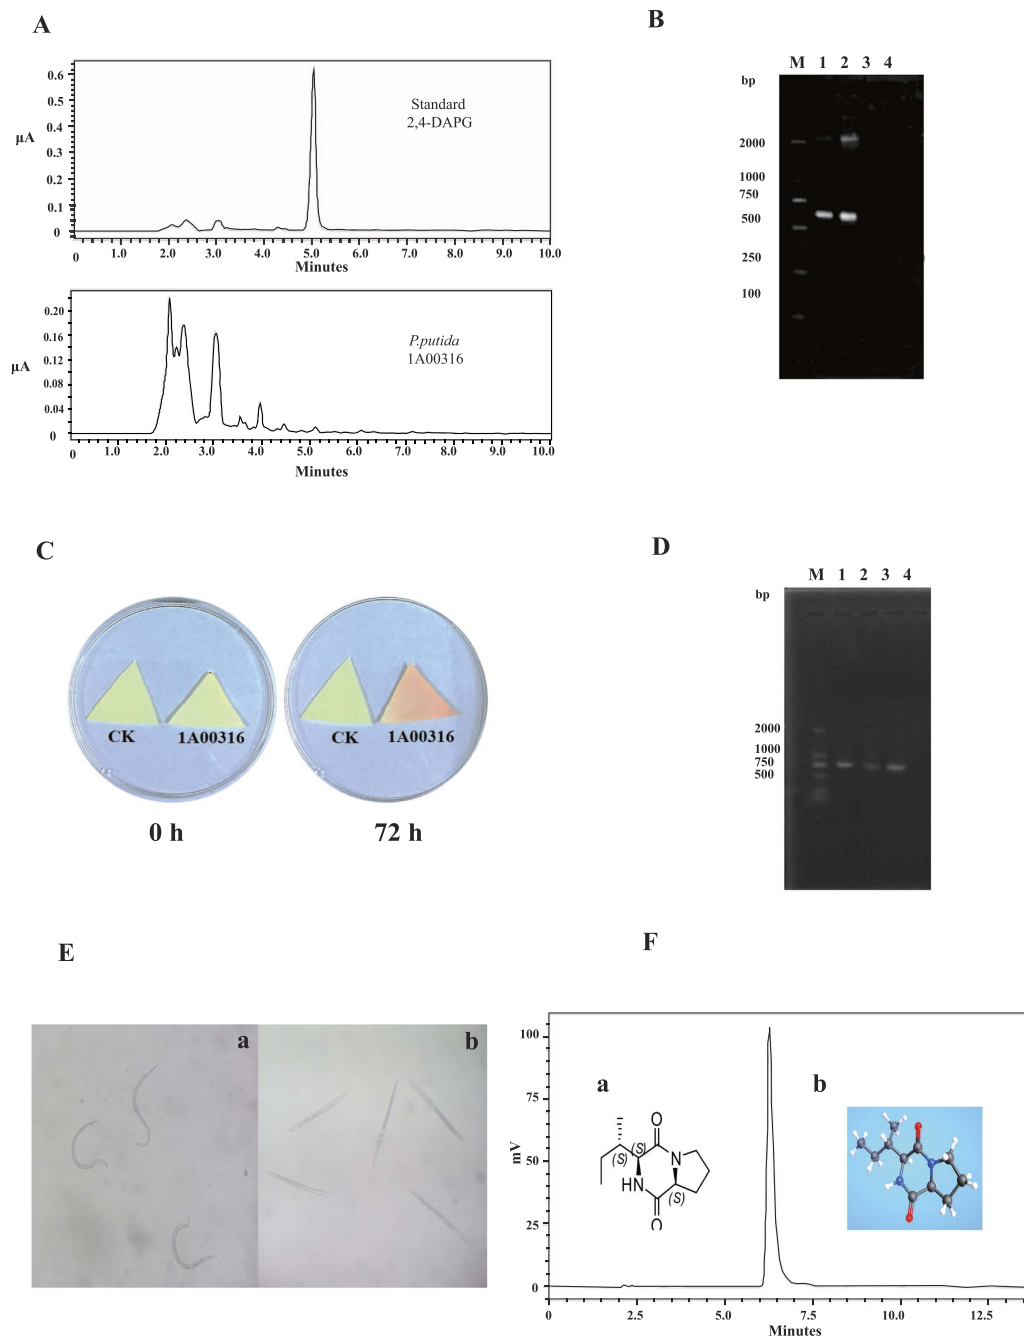 A
0.6
0.5
0.4
0.3
0.2
0.1
0
µA
Standard
2,4-DAPG
0 1.0 2.0 3.0 4.0 5.0 6.0 7.0 8.0 9.0 10.0
Minutes
0.20
0.16
0.12
0.08
0.04
0
µA
P.putida
1A00316
0 1.0 2.0 3.0 4.0 5.0 6.0 7.0 8.0 9.0 10.0
Minutes
B
M 1 2 3 4
bp
2000
1000
750
500
250
100
C
CK 1A00316
CK 1A00316
0 h 72 h
D
M 1 2 3 4
bp
2000
1000
750
500
E
a b
F
100
75
50
25
0
mV
a
O
(S)
(S)
N
HN
(S)
O
b
0 2.5 5.0 7.5 10.0 12.5
Minutes